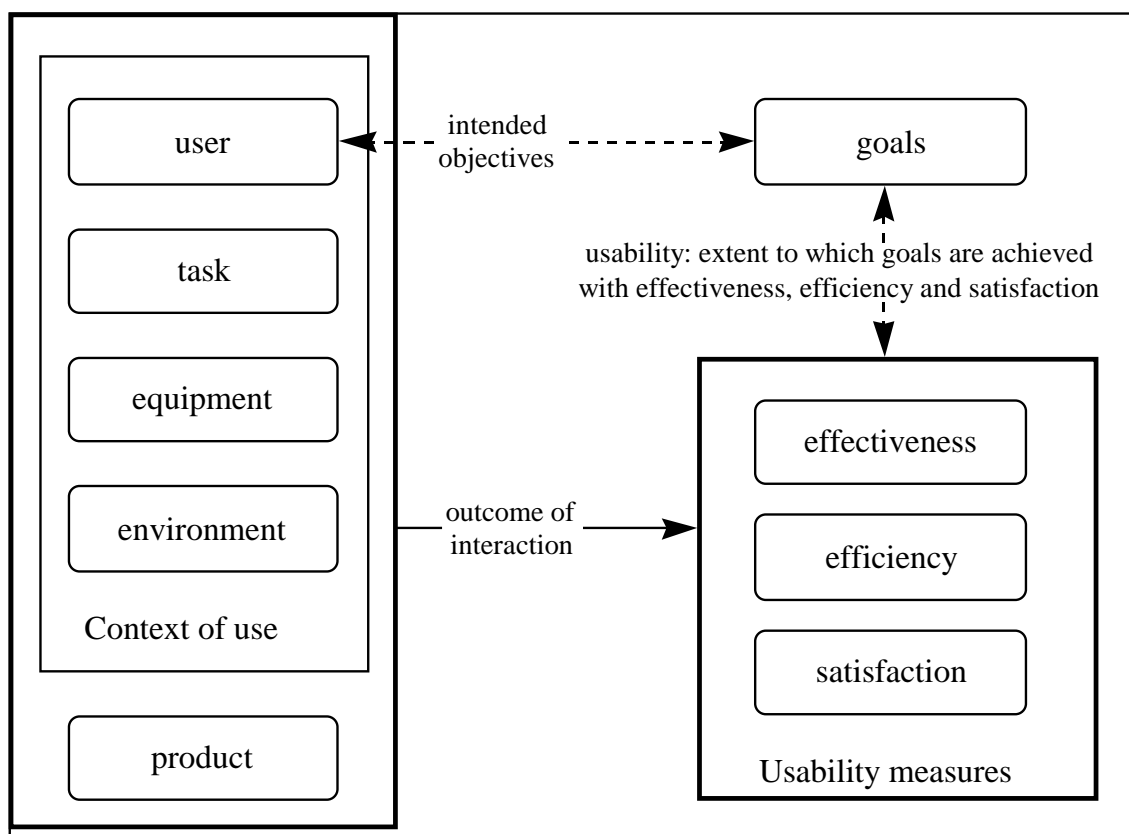 user
intended
objectives
goals
task
usability: extent to which goals are achieved
with effectiveness, efficiency and satisfaction
equipment
effectiveness
environment
outcome of
interaction
efficiency
Context of use
satisfaction
product
Usability measures